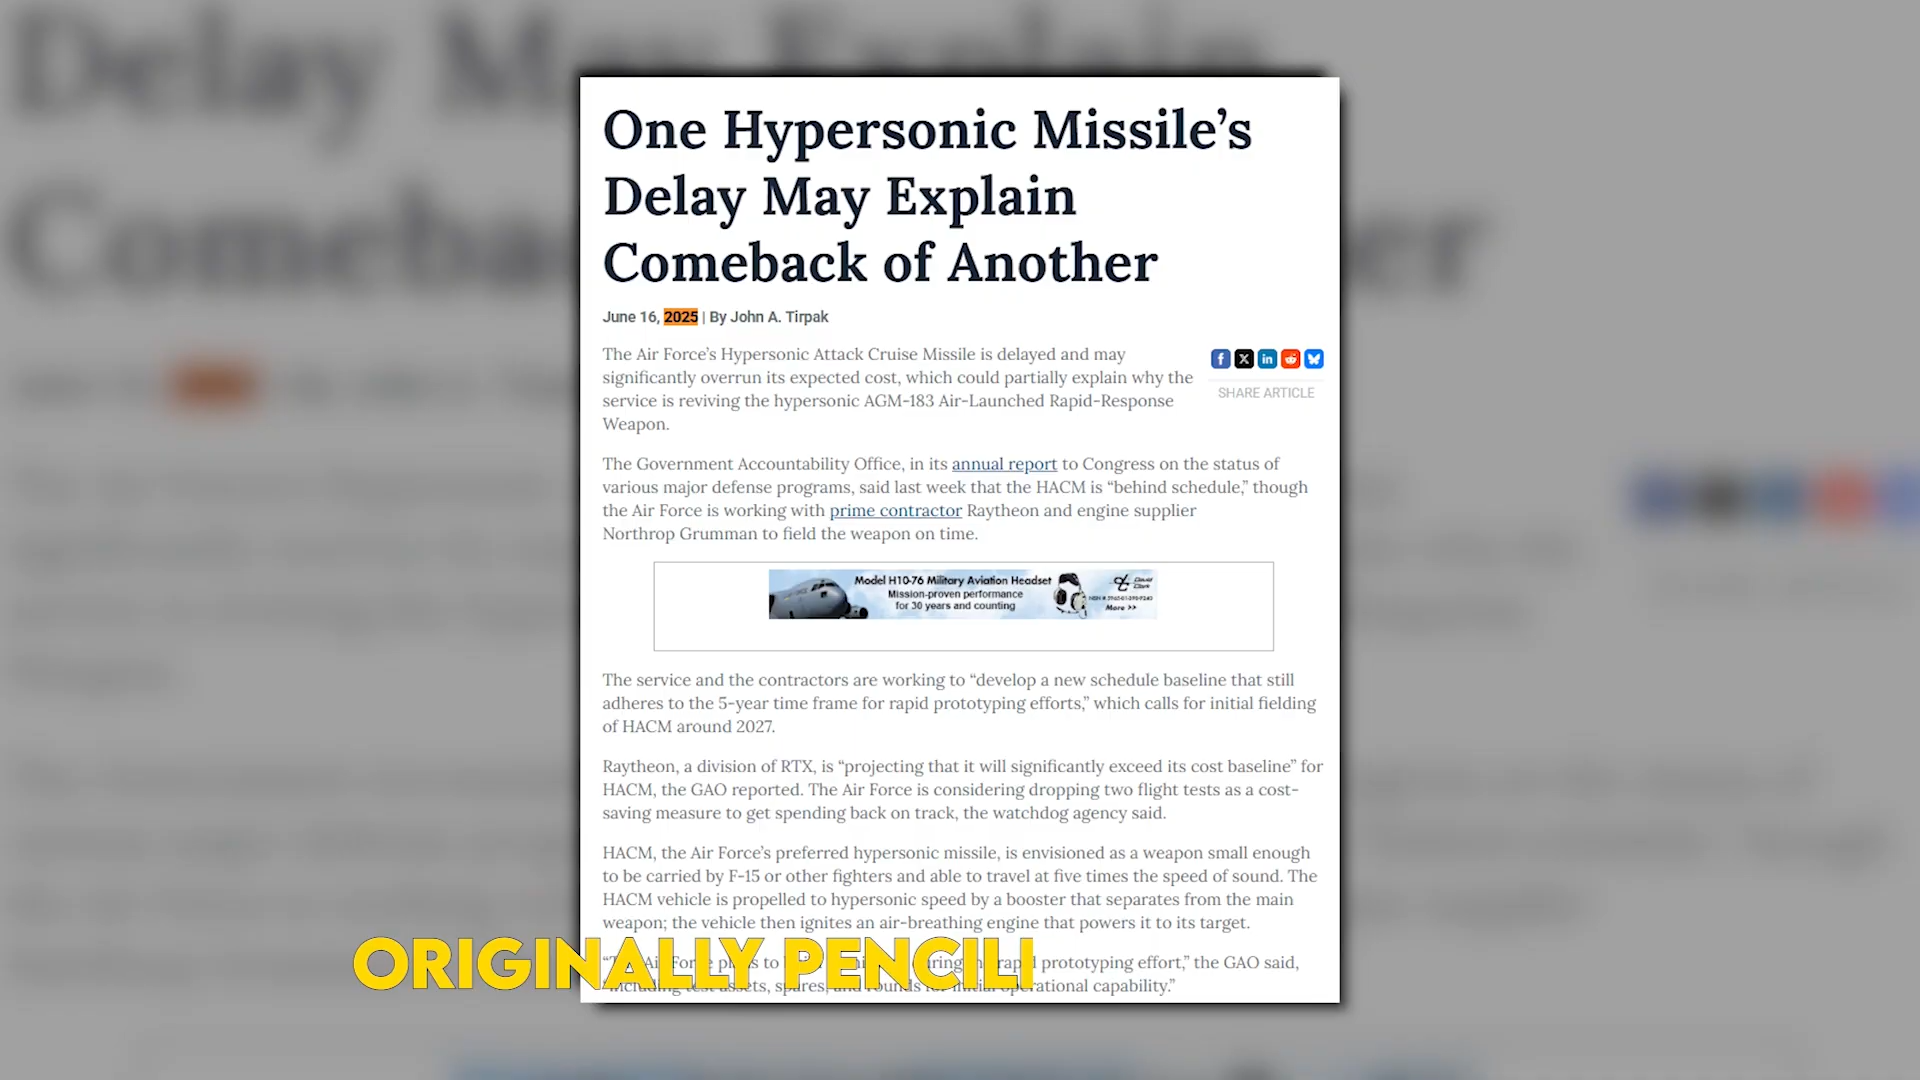 One Hypersonic Missile’s
Delay May Explain
Comeback of Another
June 16, 2025 | By John A. Tirpak
The Air Force’s Hypersonic Attack Cruise Missile is delayed and may
significantly overrun its expected cost, which could partially explain why the
service is reviving the hypersonic AGM-183 Air-Launched Rapid-Response
Weapon.
SHARE ARTICLE
The Government Accountability Office, in its annual report to Congress on the status of
various major defense programs, said last week that the HACM is “behind schedule,” though
the Air Force is working with prime contractor Raytheon and engine supplier
Northrop Grumman to field the weapon on time.
Model H10-76 Military Aviation Headset
Mission-proven performance
for 30 years and counting
David
Clark
More >>
The service and the contractors are working to “develop a new schedule baseline that still
adheres to the 5-year time frame for rapid prototyping efforts,” which calls for initial fielding
of HACM around 2027.
Raytheon, a division of RTX, is “projecting that it will significantly exceed its cost baseline” for
HACM, the GAO reported. The Air Force is considering dropping two flight tests as a cost-
saving measure to get spending back on track, the watchdog agency said.
HACM, the Air Force’s preferred hypersonic missile, is envisioned as a weapon small enough
to be carried by F-15 or other fighters and able to travel at five times the speed of sound. The
HACM vehicle is propelled to hypersonic speed by a booster that separates from the main
weapon; the vehicle then ignites an air-breathing engine that powers it to its target.
prototyping effort,” the GAO said,
spares, and rounds for initial operational capability.”
ORIGINALLY PENCILI